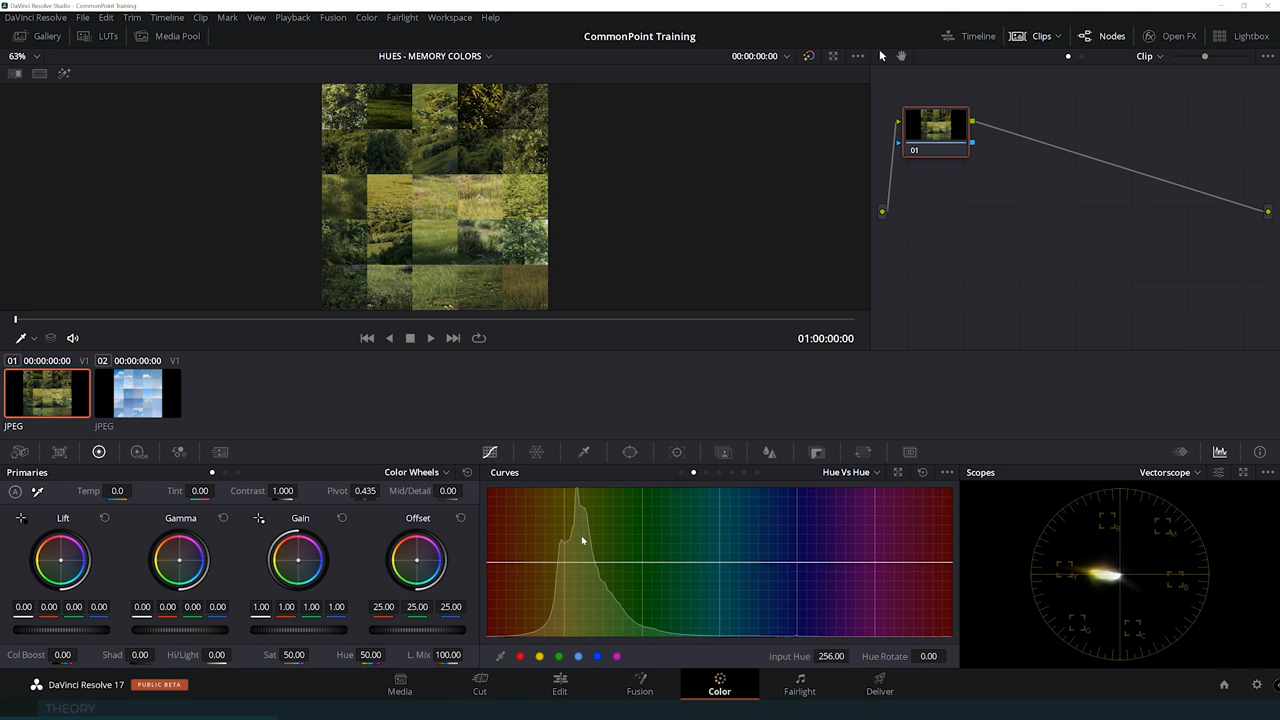 DaVinci Resolve Studio - CommonPoint Training
DaVinci Resolve File Edit Trim Timeline Clip Mark View Playback Fusion Color Fairlight Workspace Help
Gallery LUTs Media Pool CommonPoint Training Timeline Clips Nodes Open FX Lightbox
63% HUES - MEMORY COLORS 00:00:00:00 Clip
01
01:00:00:00
01 00:00:00:00 V1 02 00:00:00:00 V1
JPEG JPEG
Primaries Color Wheels Curves Hue Vs Hue Scopes Vectorscope
A Temp 0.0 Tint 0.00 Contrast 1.000 Pivot 0.435 Mid/Detail 0.00
Lift Gamma Gain Offset
0.00 0.00 0.00 0.00 0.00 0.00 0.00 0.00 1.00 1.00 1.00 1.00 25.00 25.00 25.00
Col Boost 0.00 Shad 0.00 Hi/Light 0.00 Sat 50.00 Hue 50.00 L. Mix 100.00 Input Hue 256.00 Hue Rotate 0.00
R M B C G Y
DaVinci Resolve 17 PUBLIC BETA Media Cut Edit Fusion Color Fairlight Deliver
THEORY